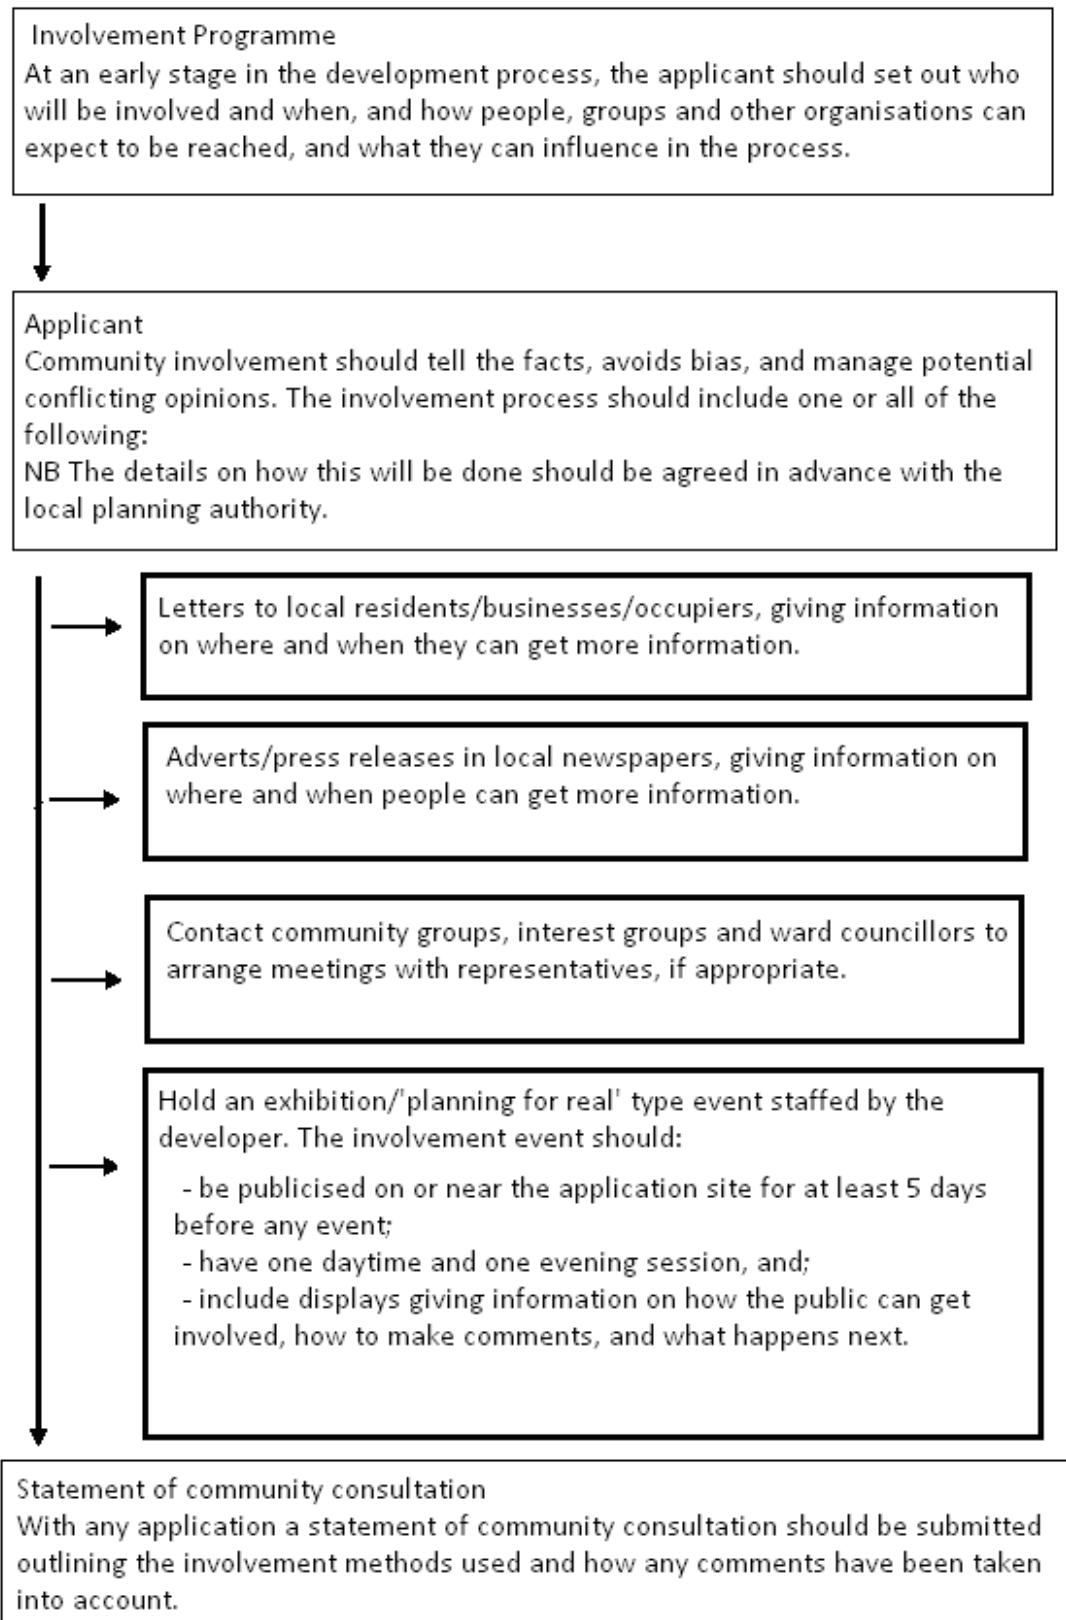 Involvement Programme
At an early stage in the development process, the applicant should set out who
will be involved and when, and how people, groups and other organisations can
expect to be reached, and what they can influence in the process.
Applicant
Community involvement should tell the facts, avoids bias, and manage potential
conflicting opinions. The involvement process should include one or all of the
following:
NB The details on how this will be done should be agreed in advance with the
local planning authority.
Letters to local residents/businesses/occupiers, giving information
on where and when they can get more information.
Adverts/press releases in local newspapers, giving information on
where and when people can get more information.
Contact community groups, interest groups and ward councillors to
arrange meetings with representatives, if appropriate.
Hold an exhibition/'planning for real' type event staffed by the
developer. The involvement event should:
- be publicised on or near the application site for at least 5 days
before any event;
- have one daytime and one evening session, and;
- include displays giving information on how the public can get
involved, how to make comments, and what happens next.
Statement of community consultation
With any application a statement of community consultation should be submitted
outlining the involvement methods used and how any comments have been taken
into account.